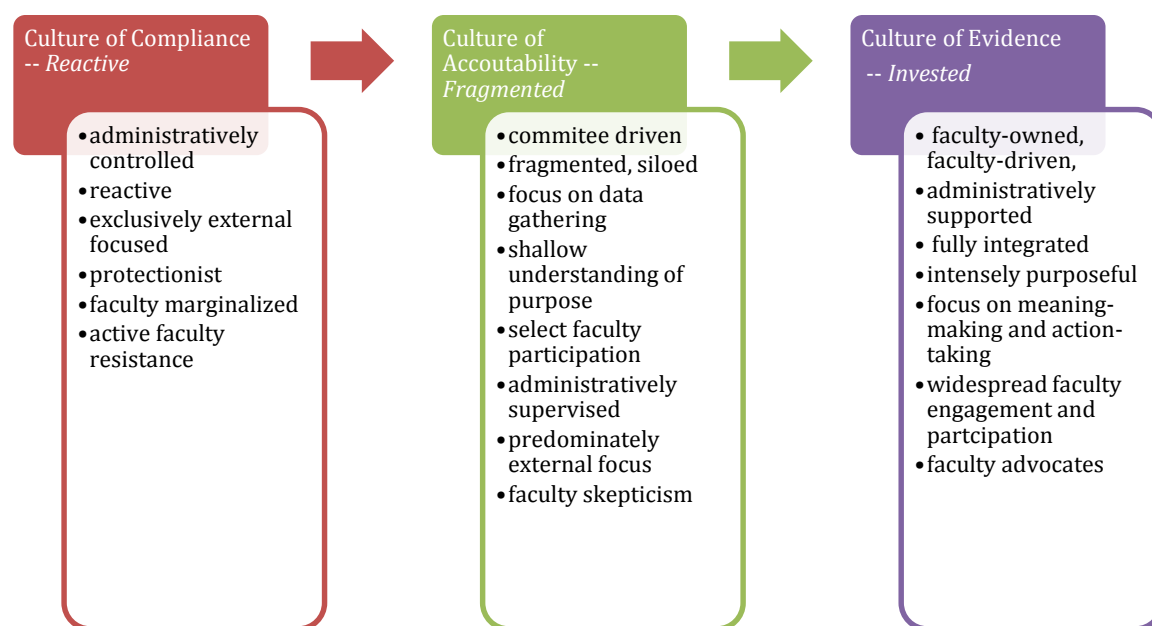 Culture of Compliance
-- Reactive
•administratively
controlled
•reactive
•exclusively external
focused
•protectionist
•faculty marginalized
•active faculty
resistance
Culture of
Accoutability --
Fragmented
•commitee driven
•fragmented, siloed
•focus on data
gathering
•shallow
understanding of
purpose
•select faculty
participation
•administratively
supervised
•predominately
external focus
•faculty skepticism
Culture of Evidence
-- Invested
• faculty-owned,
faculty-driven,
•administratively
supported
• fully integrated
•intensely purposeful
•focus on meaning-
making and action-
taking
•widespread faculty
engagement and
partcipation
•faculty advocates